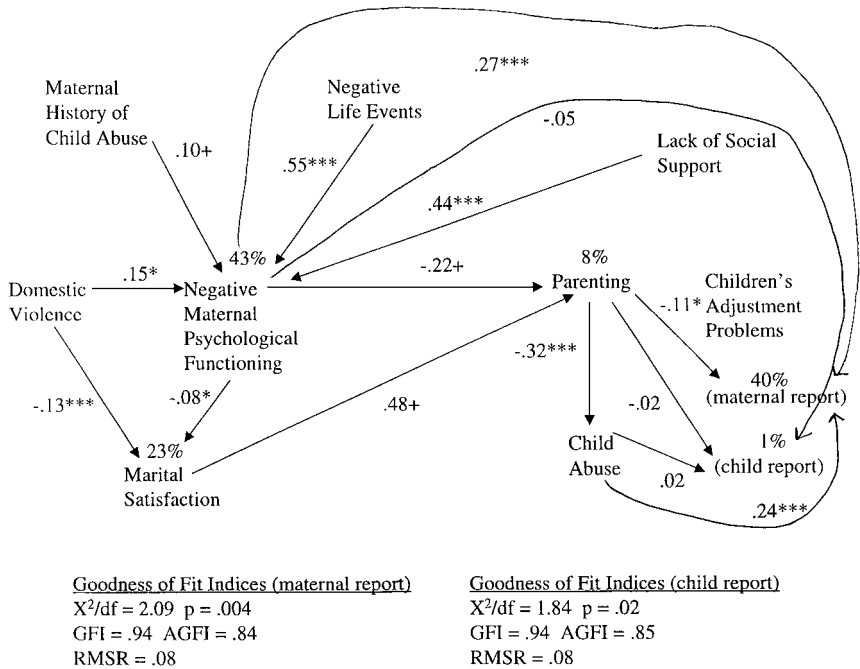 .27***
Maternal
History of
Child Abuse
Negative
Life Events
-.05
Lack of Social
Support
.10+
.55***
.44***
43%
8%
-.22+
.15*
Domestic
Violence
Negative
Maternal
Psychological
Functioning
Parenting
Children's
Adjustment
Problems
-.11*
-.32***
-.13***
-.08*
.48+
-.02
40%
(maternal report)
23%
Marital
Satisfaction
Child
Abuse
1%
(child report)
.02
.24***
Goodness of Fit Indices (maternal report)
X²/df = 2.09 p = .004
GFI = .94 AGFI = .84
RMSR = .08
Goodness of Fit Indices (child report)
X²/df = 1.84 p = .02
GFI = .94 AGFI = .85
RMSR = .08